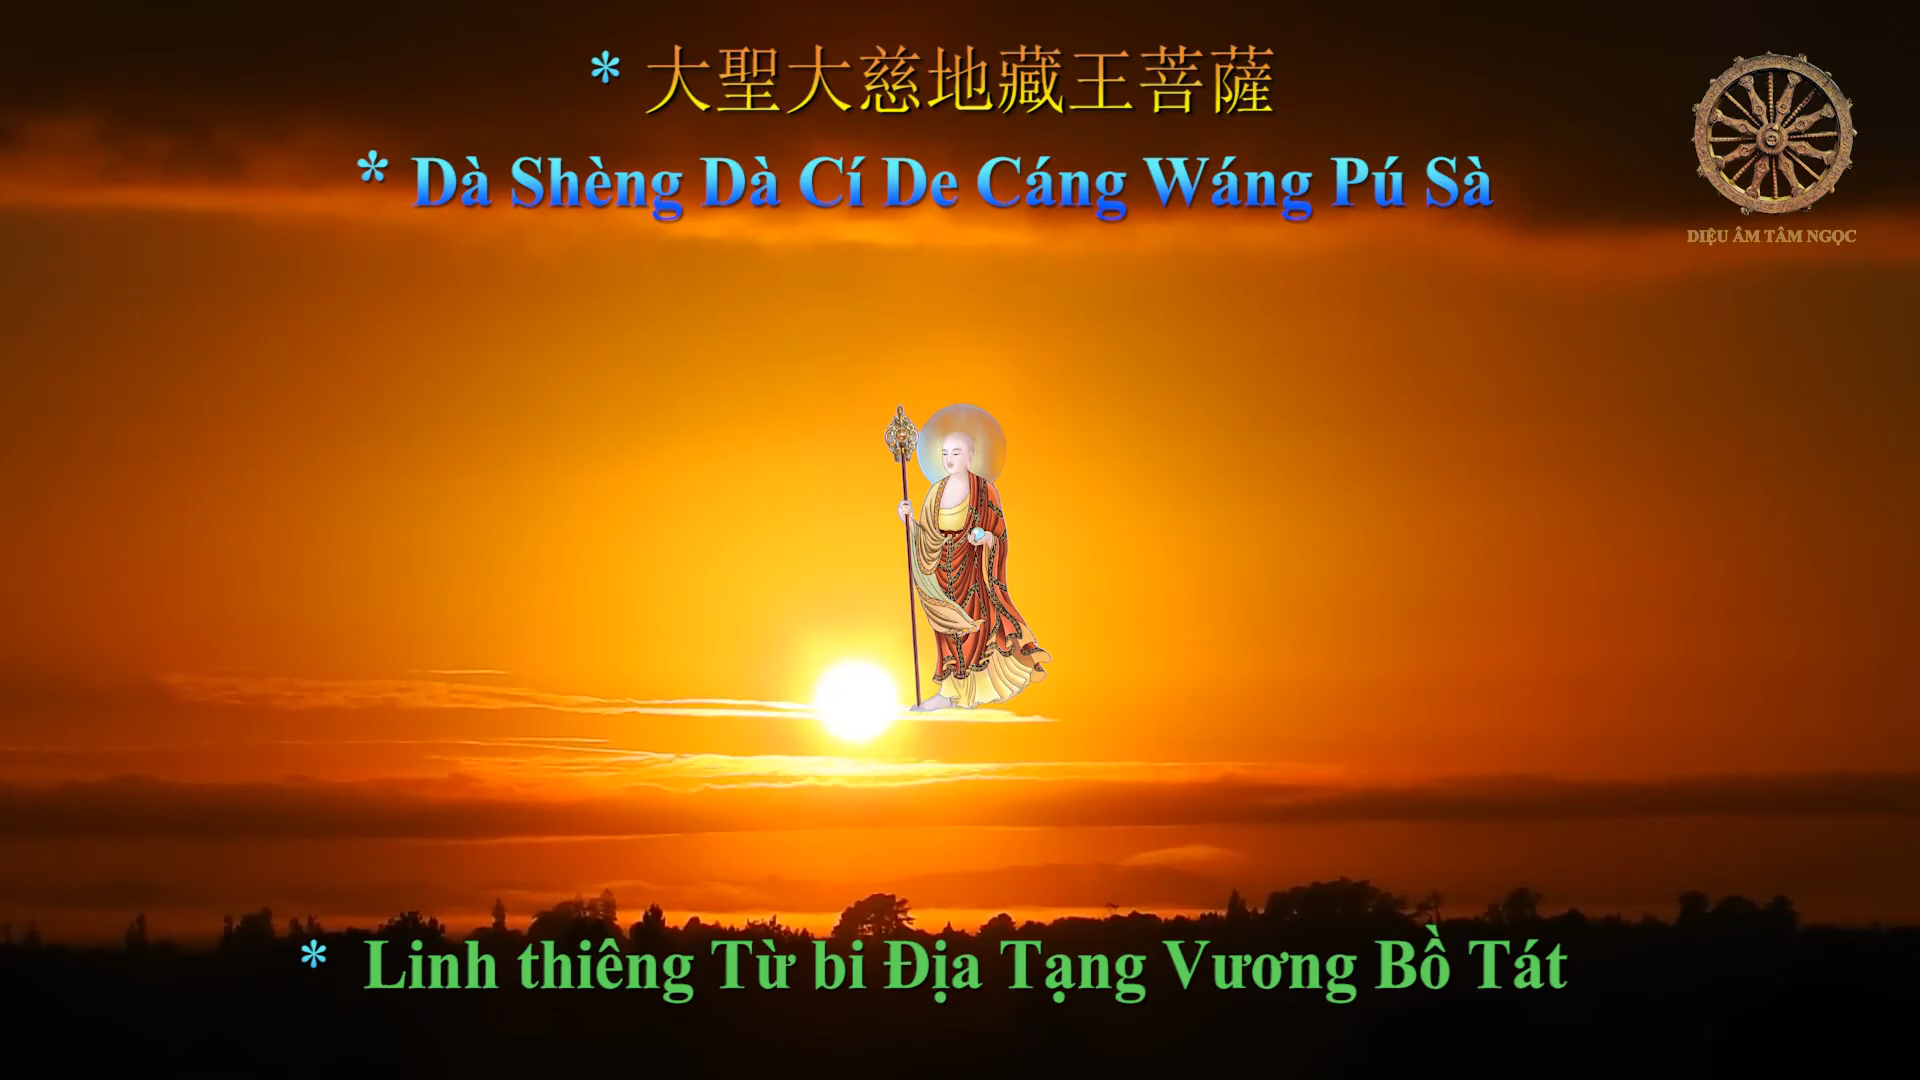 * 大聖大慈地藏王菩薩
* Dà Shèng Dà Cí De Cáng Wáng Pú Sà
DIỆU ÂM TÂM NGỌC
* Linh thiêng Từ bi Địa Tạng Vương Bồ Tát